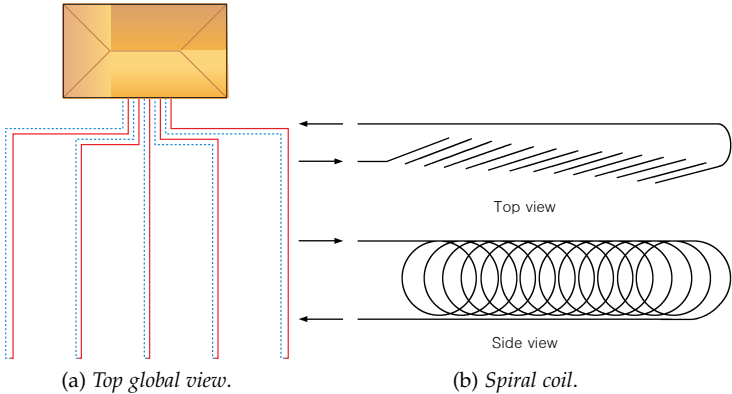 Top view
Side view
(a) Top global view.
(b) Spiral coil.